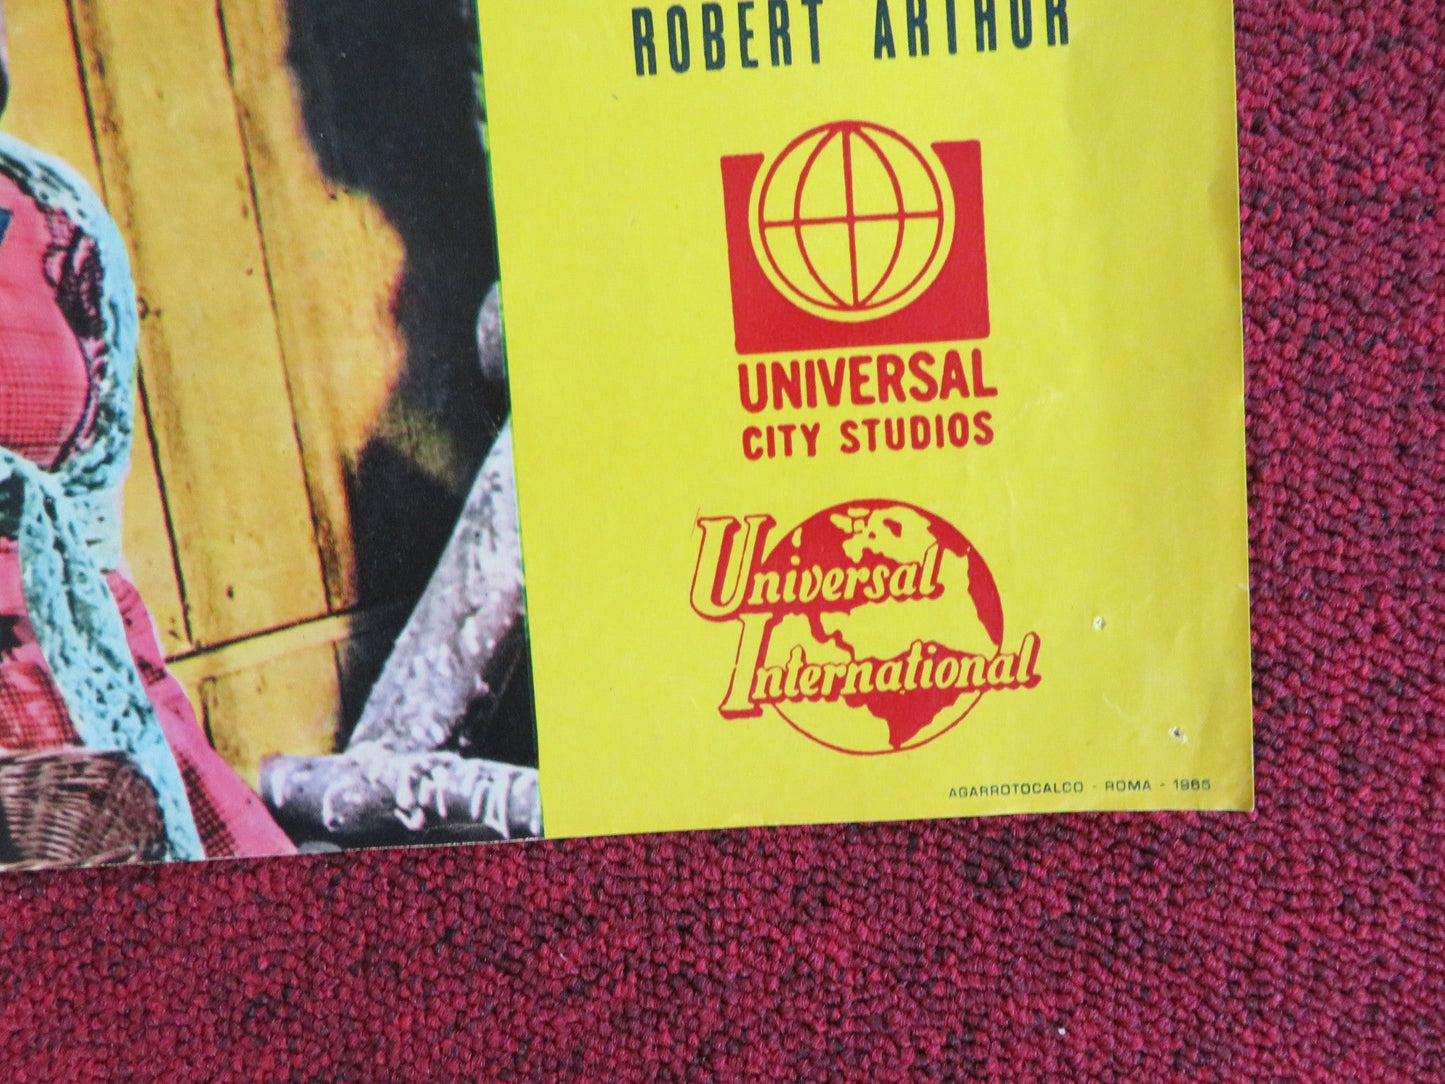 ROBERT ARTHUR
UNIVERSAL
CITY STUDIOS
Universal
International
AGARROTOCALCO - ROMA - 1965